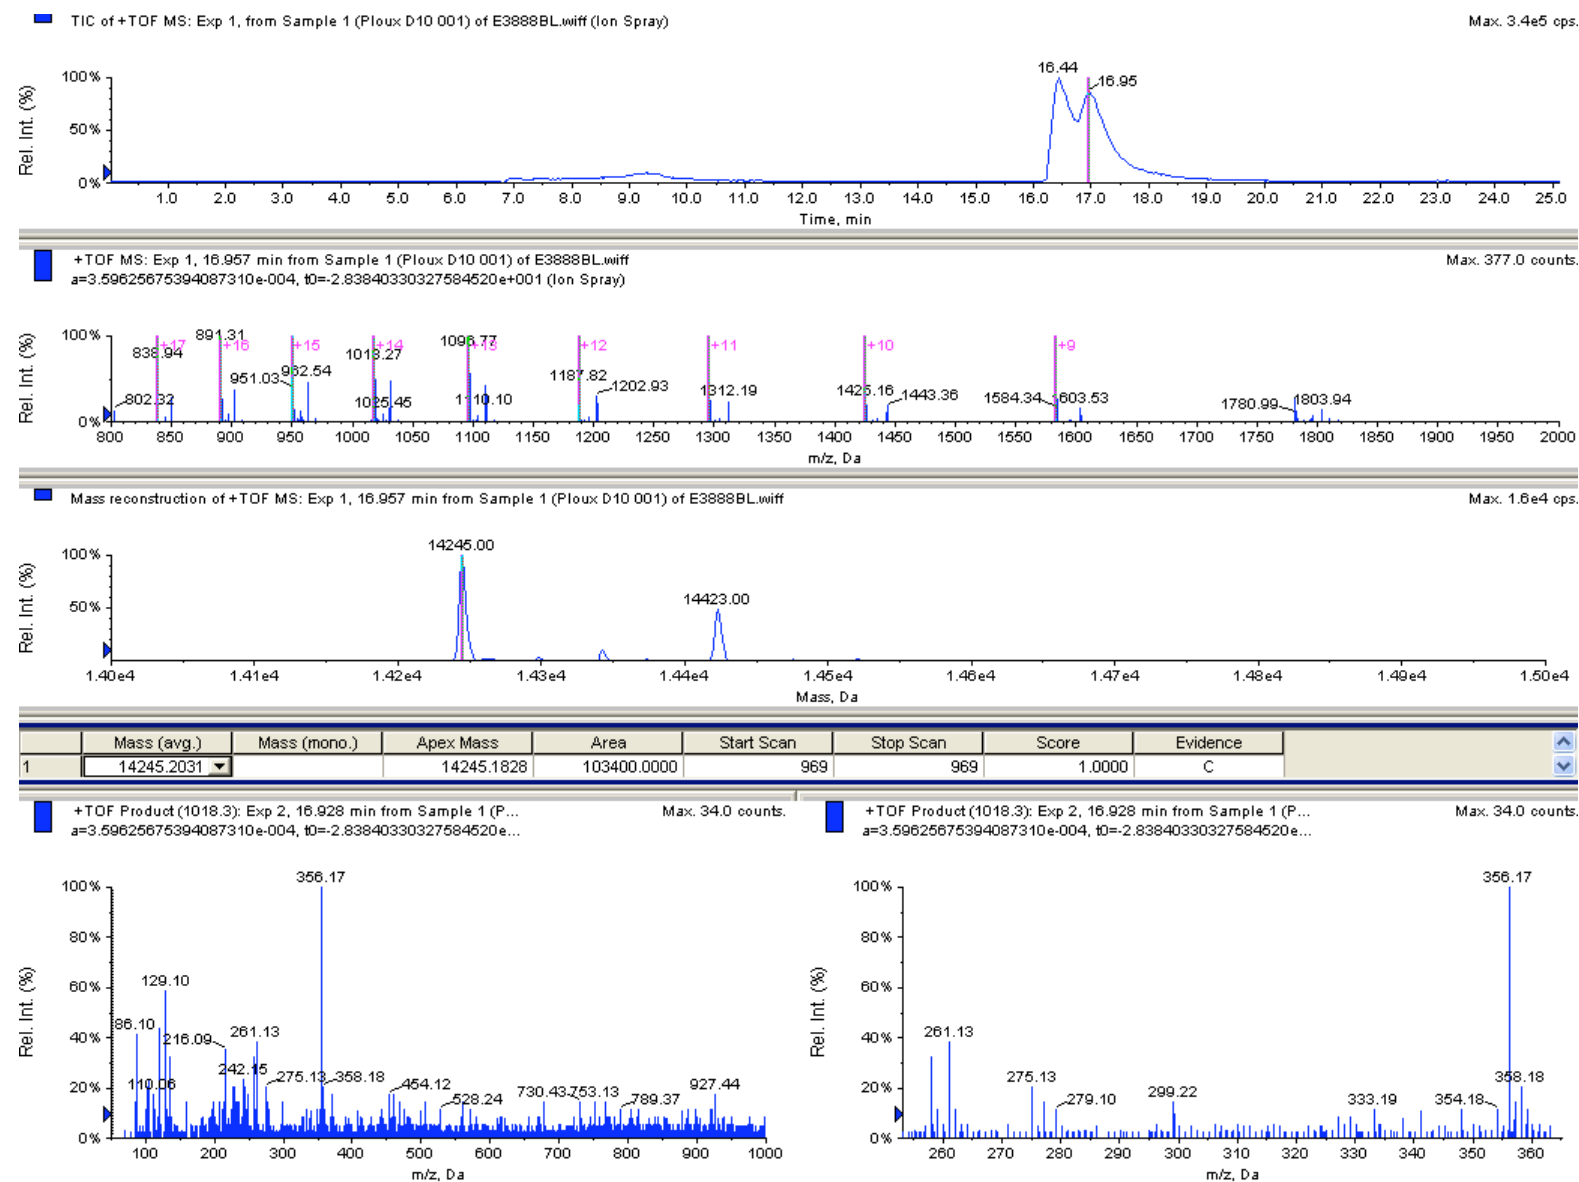 TIC of +TOF MS: Exp 1, from Sample 1 (Ploux D10 001) of E3888BL.wiff (Ion Spray)
Max. 3.4e5 cps.
16.44
16.95
100%
50%
0%
Rel. Int. (%)
1.0 2.0 3.0 4.0 5.0 6.0 7.0 8.0 9.0 10.0 11.0 12.0 13.0 14.0 15.0 16.0 17.0 18.0 19.0 20.0 21.0 22.0 23.0 24.0 25.0
Time, min
+TOF MS: Exp 1, 16.957 min from Sample 1 (Ploux D10 001) of E3888BL.wiff
Max. 377.0 counts.
a=3.59625675394087310e-004, t0=-2.83840330327584520e+001 (Ion Spray)
100%
50%
0%
Rel. Int. (%)
+17 +16 +15 +14 +13 +12 +11 +10 +9
802.32 838.94 891.31 951.03 962.54 1018.27 1025.45 1096.77 1110.10 1187.82 1202.93 1312.19 1425.16 1443.36 1584.34 1603.53 1780.99 1803.94
800 850 900 950 1000 1050 1100 1150 1200 1250 1300 1350 1400 1450 1500 1550 1600 1650 1700 1750 1800 1850 1900 1950 2000
m/z, Da
Mass reconstruction of +TOF MS: Exp 1, 16.957 min from Sample 1 (Ploux D10 001) of E3888BL.wiff
Max. 1.6e4 cps.
14245.00
14423.00
100%
50%
Rel. Int. (%)
1.40e4 1.41e4 1.42e4 1.43e4 1.44e4 1.45e4 1.46e4 1.47e4 1.48e4 1.49e4 1.50e4
Mass, Da
Mass (avg.) Mass (mono.) Apex Mass Area Start Scan Stop Scan Score Evidence
1 14245.2031 14245.1828 103400.0000 969 969 1.0000 C
+TOF Product (1018.3): Exp 2, 16.928 min from Sample 1 (P...
Max. 34.0 counts.
a=3.59625675394087310e-004, t0=-2.83840330327584520e...
100%
80%
60%
40%
20%
0%
Rel. Int. (%)
356.17
129.10
86.10
216.09
261.13
242.15
110.06
275.13
358.18
454.12
528.24
730.43
753.13
789.37
927.44
100 200 300 400 500 600 700 800 900 1000
m/z, Da
+TOF Product (1018.3): Exp 2, 16.928 min from Sample 1 (P...
Max. 34.0 counts.
a=3.59625675394087310e-004, t0=-2.83840330327584520e...
100%
80%
60%
40%
20%
0%
Rel. Int. (%)
356.17
261.13
275.13
279.10
299.22
333.19
354.18
358.18
260 270 280 290 300 310 320 330 340 350 360
m/z, Da